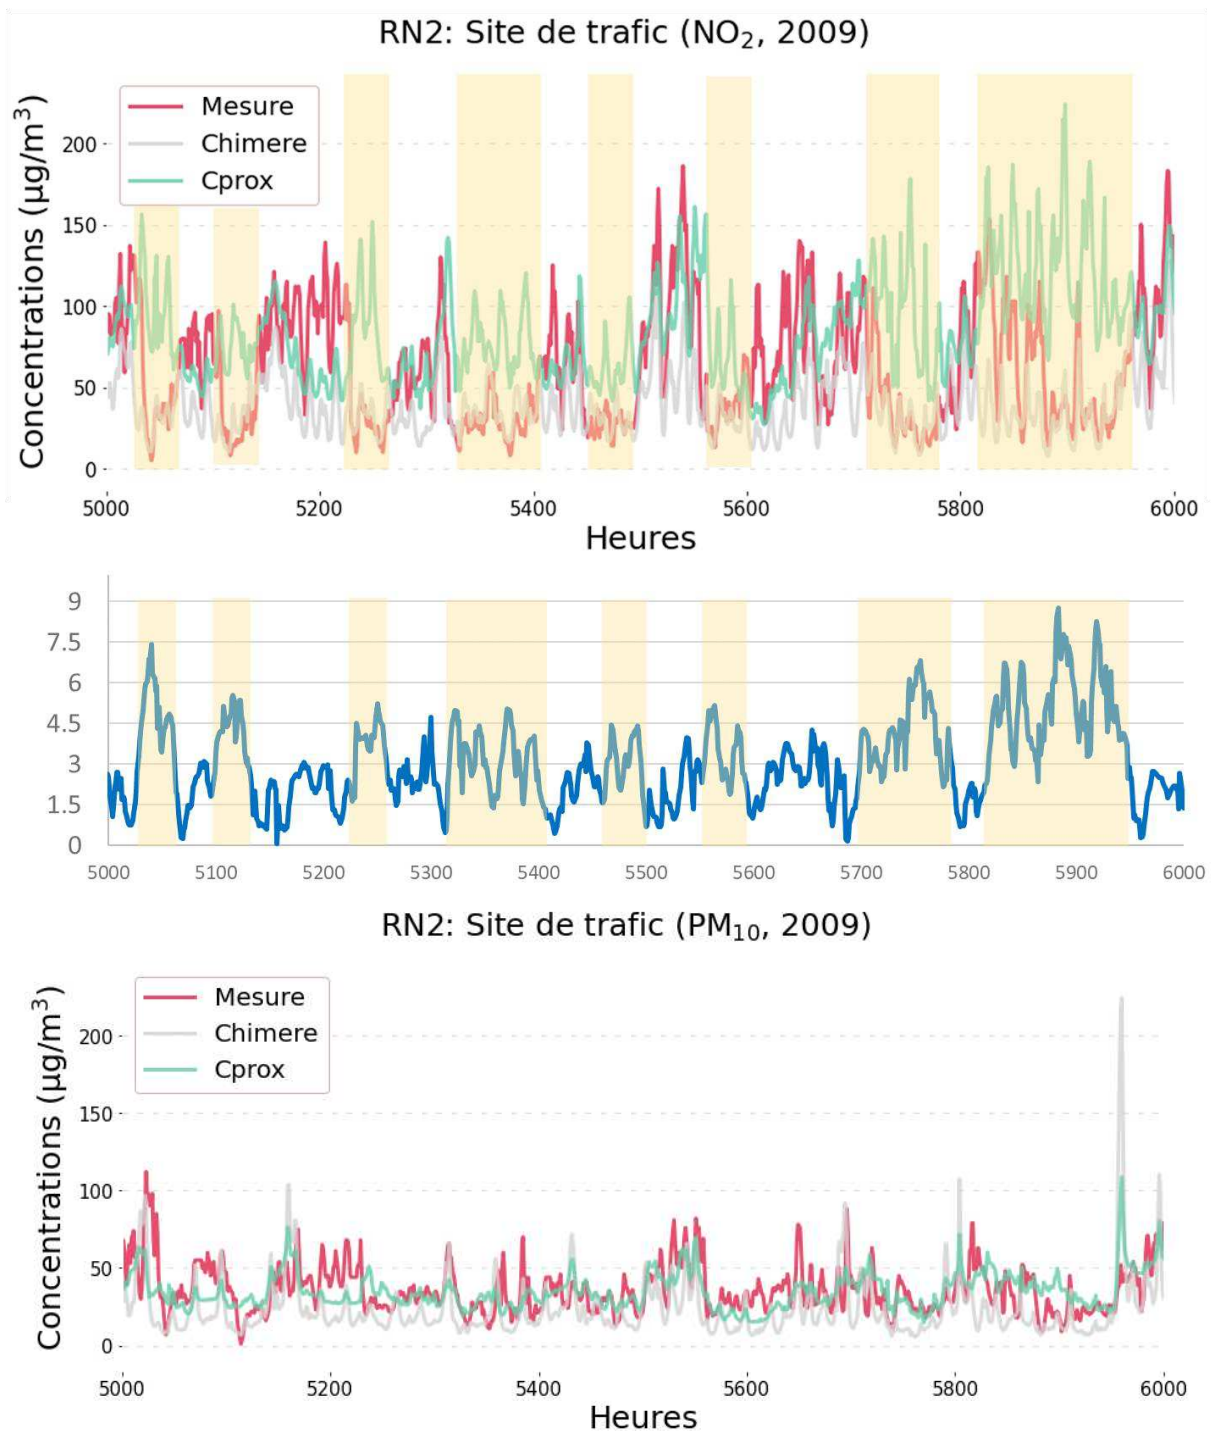 RN2: Site de trafic (NO₂, 2009)
Concentrations (µg/m³)
Mesure
Chimere
Cprox
200
150
100
50
0
5000 5200 5400 5600 5800 6000
Heures
9
7.5
6
4.5
3
1.5
0
5000 5100 5200 5300 5400 5500 5600 5700 5800 5900 6000
RN2: Site de trafic (PM₁₀, 2009)
Concentrations (µg/m³)
Mesure
Chimere
Cprox
200
150
100
50
0
5000 5200 5400 5600 5800 6000
Heures